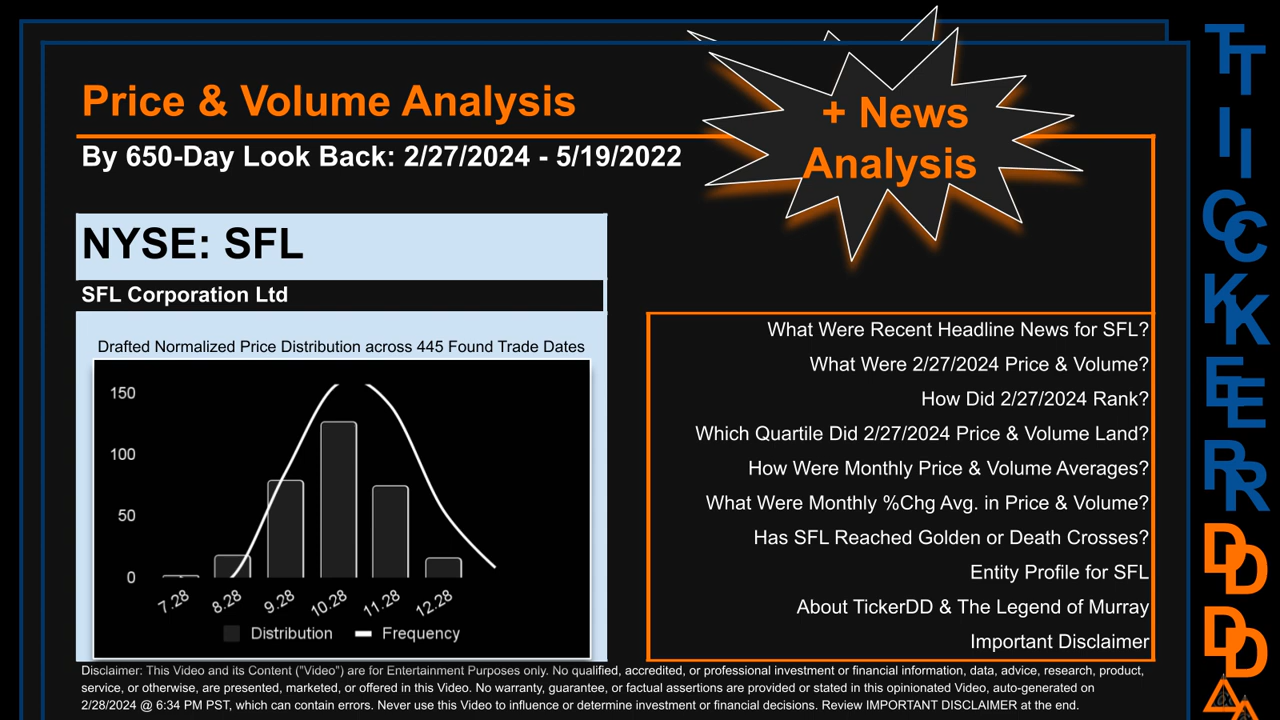 Price & Volume Analysis
+ News
Analysis
By 650-Day Look Back: 2/27/2024 - 5/19/2022
NYSE: SFL
SFL Corporation Ltd
Drafted Normalized Price Distribution across 445 Found Trade Dates
150
100
50
0
7.28
8.28
9.28
10.28
11.28
12.28
Distribution
Frequency
What Were Recent Headline News for SFL?
What Were 2/27/2024 Price & Volume?
How Did 2/27/2024 Rank?
Which Quartile Did 2/27/2024 Price & Volume Land?
How Were Monthly Price & Volume Averages?
What Were Monthly %Chg Avg. in Price & Volume?
Has SFL Reached Golden or Death Crosses?
Entity Profile for SFL
About TickerDD & The Legend of Murray
Important Disclaimer
Disclaimer: This Video and its Content ("Video") are for Entertainment Purposes only. No qualified, accredited, or professional investment or financial information, data, advice, research, product,
service, or otherwise, are presented, marketed, or offered in this Video. No warranty, guarantee, or factual assertions are provided or stated in this opinionated Video, auto-generated on
2/28/2024 @ 6:34 PM PST, which can contain errors. Never use this Video to influence or determine investment or financial decisions. Review IMPORTANT DISCLAIMER at the end.
TICKERDD